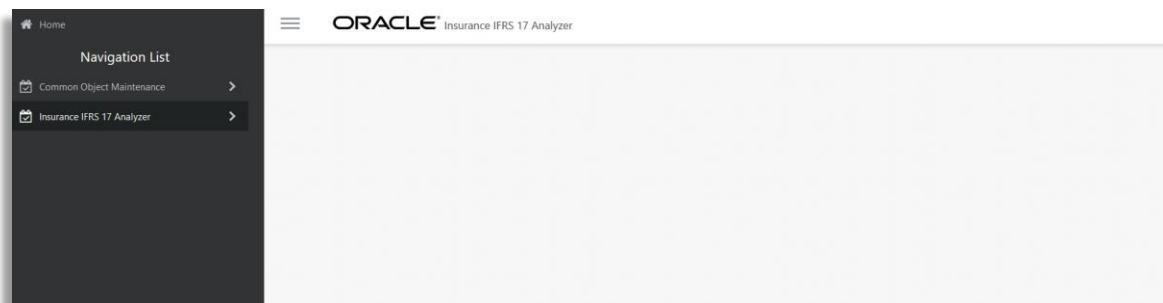 Home
ORACLE® Insurance IFRS 17 Analyzer
Navigation List
Common Object Maintenance
Insurance IFRS 17 Analyzer